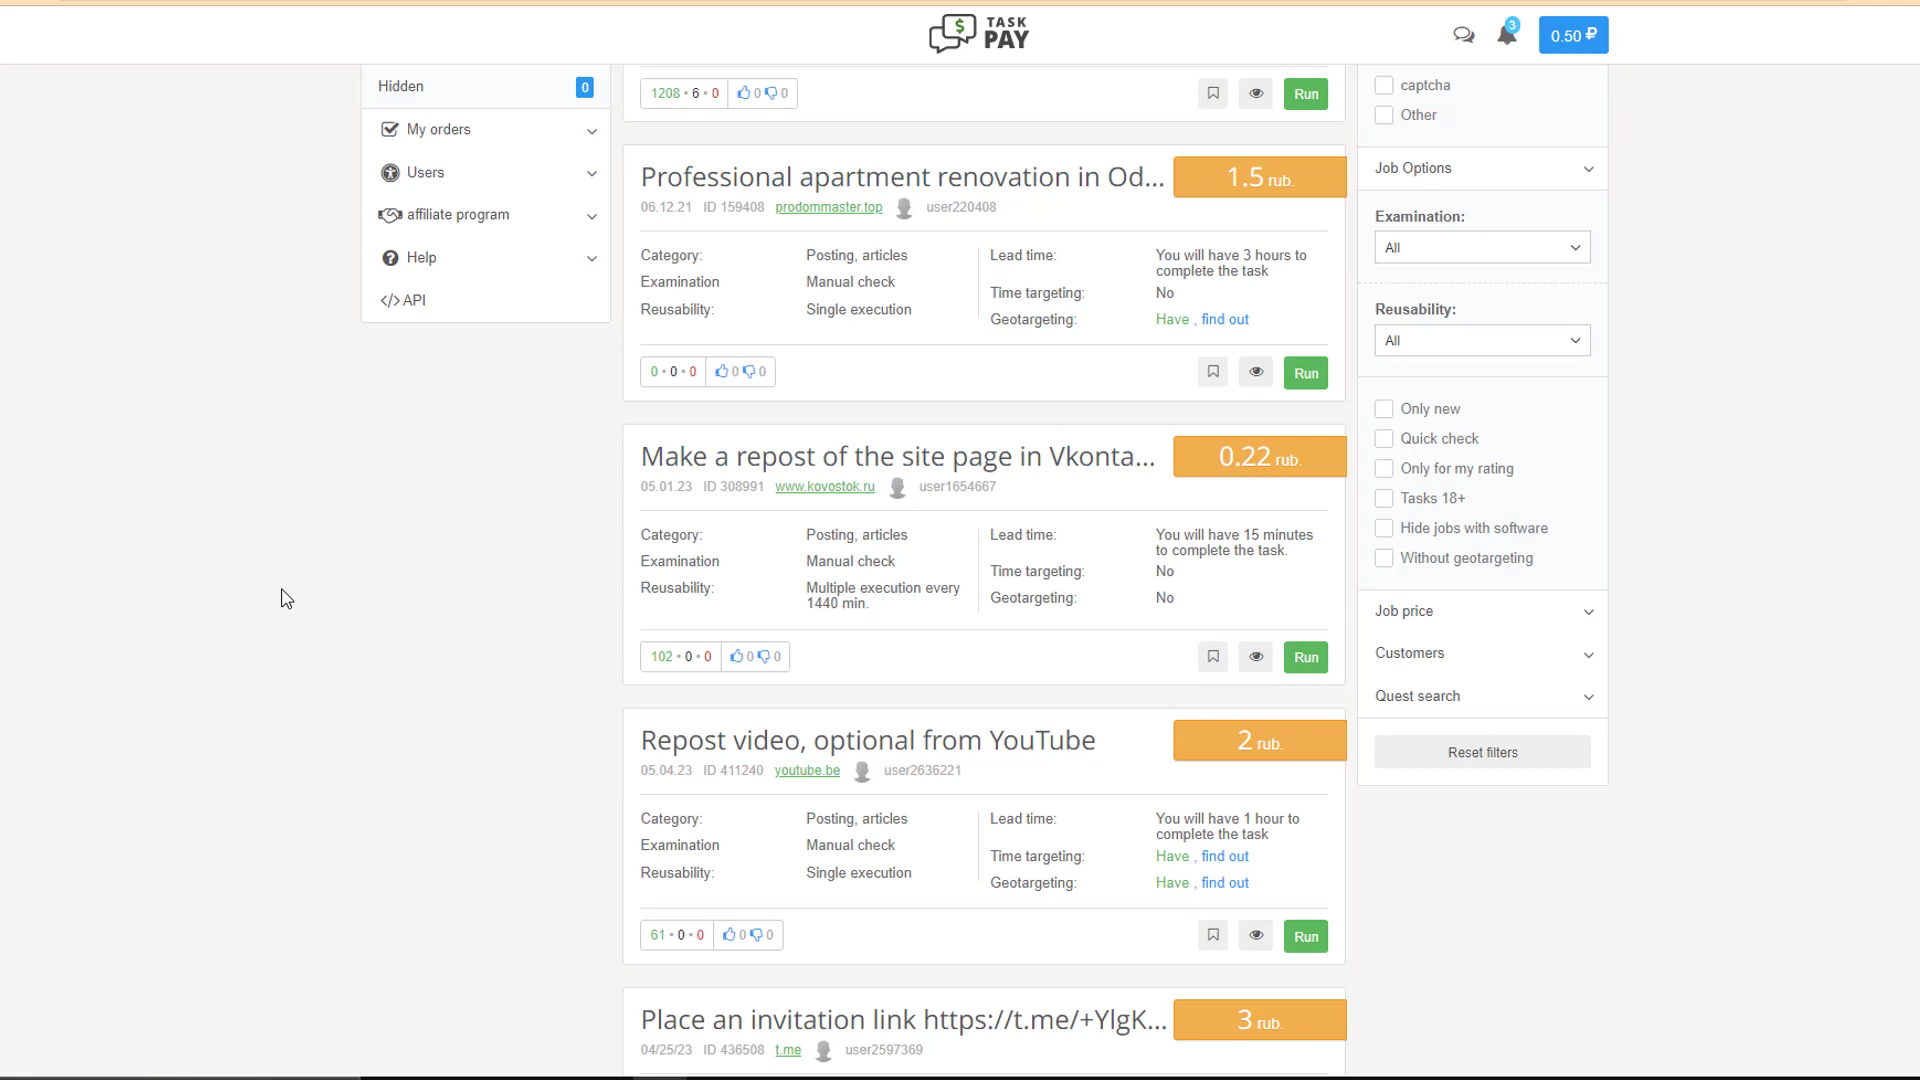 TASK
PAY
3
0.50 ₽
Hidden
0
My orders
Users
affiliate program
Help
</> API
1208 • 6 • 0
0
0
Run
Professional apartment renovation in Od...
1.5 rub.
06.12.21 ID 159408 prodommaster.top user220408
Category: Posting, articles
Examination Manual check
Reusability: Single execution
Lead time: You will have 3 hours to
complete the task
Time targeting: No
Geotargeting: Have , find out
0 • 0 • 0
0
0
Run
Make a repost of the site page in Vkonta...
0.22 rub.
05.01.23 ID 308991 www.kovostok.ru user1654667
Category: Posting, articles
Examination Manual check
Reusability: Multiple execution every
1440 min.
Lead time: You will have 15 minutes
to complete the task.
Time targeting: No
Geotargeting: No
102 • 0 • 0
0
0
Run
Repost video, optional from YouTube
2 rub.
05.04.23 ID 411240 youtube.be user2636221
Category: Posting, articles
Examination Manual check
Reusability: Single execution
Lead time: You will have 1 hour to
complete the task
Time targeting: Have , find out
Geotargeting: Have , find out
61 • 0 • 0
0
0
Run
Place an invitation link https://t.me/+YlgK...
3 rub.
04/25/23 ID 436508 t.me user2597369
captcha
Other
Job Options
Examination:
All
Reusability:
All
Only new
Quick check
Only for my rating
Tasks 18+
Hide jobs with software
Without geotargeting
Job price
Customers
Quest search
Reset filters